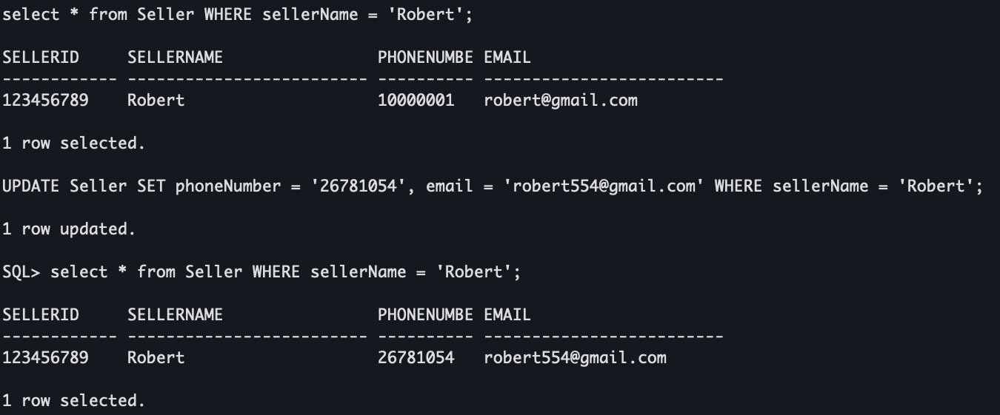 select * from Seller WHERE sellerName = 'Robert';
SELLERID     SELLERNAME                PHONENUMBE EMAIL
------------ ------------------------- ---------- -------------------------
123456789    Robert                    10000001   robert@gmail.com
1 row selected.
UPDATE Seller SET phoneNumber = '26781054', email = 'robert554@gmail.com' WHERE sellerName = 'Robert';
1 row updated.
SQL> select * from Seller WHERE sellerName = 'Robert';
SELLERID     SELLERNAME                PHONENUMBE EMAIL
------------ ------------------------- ---------- -------------------------
123456789    Robert                    26781054   robert554@gmail.com
1 row selected.